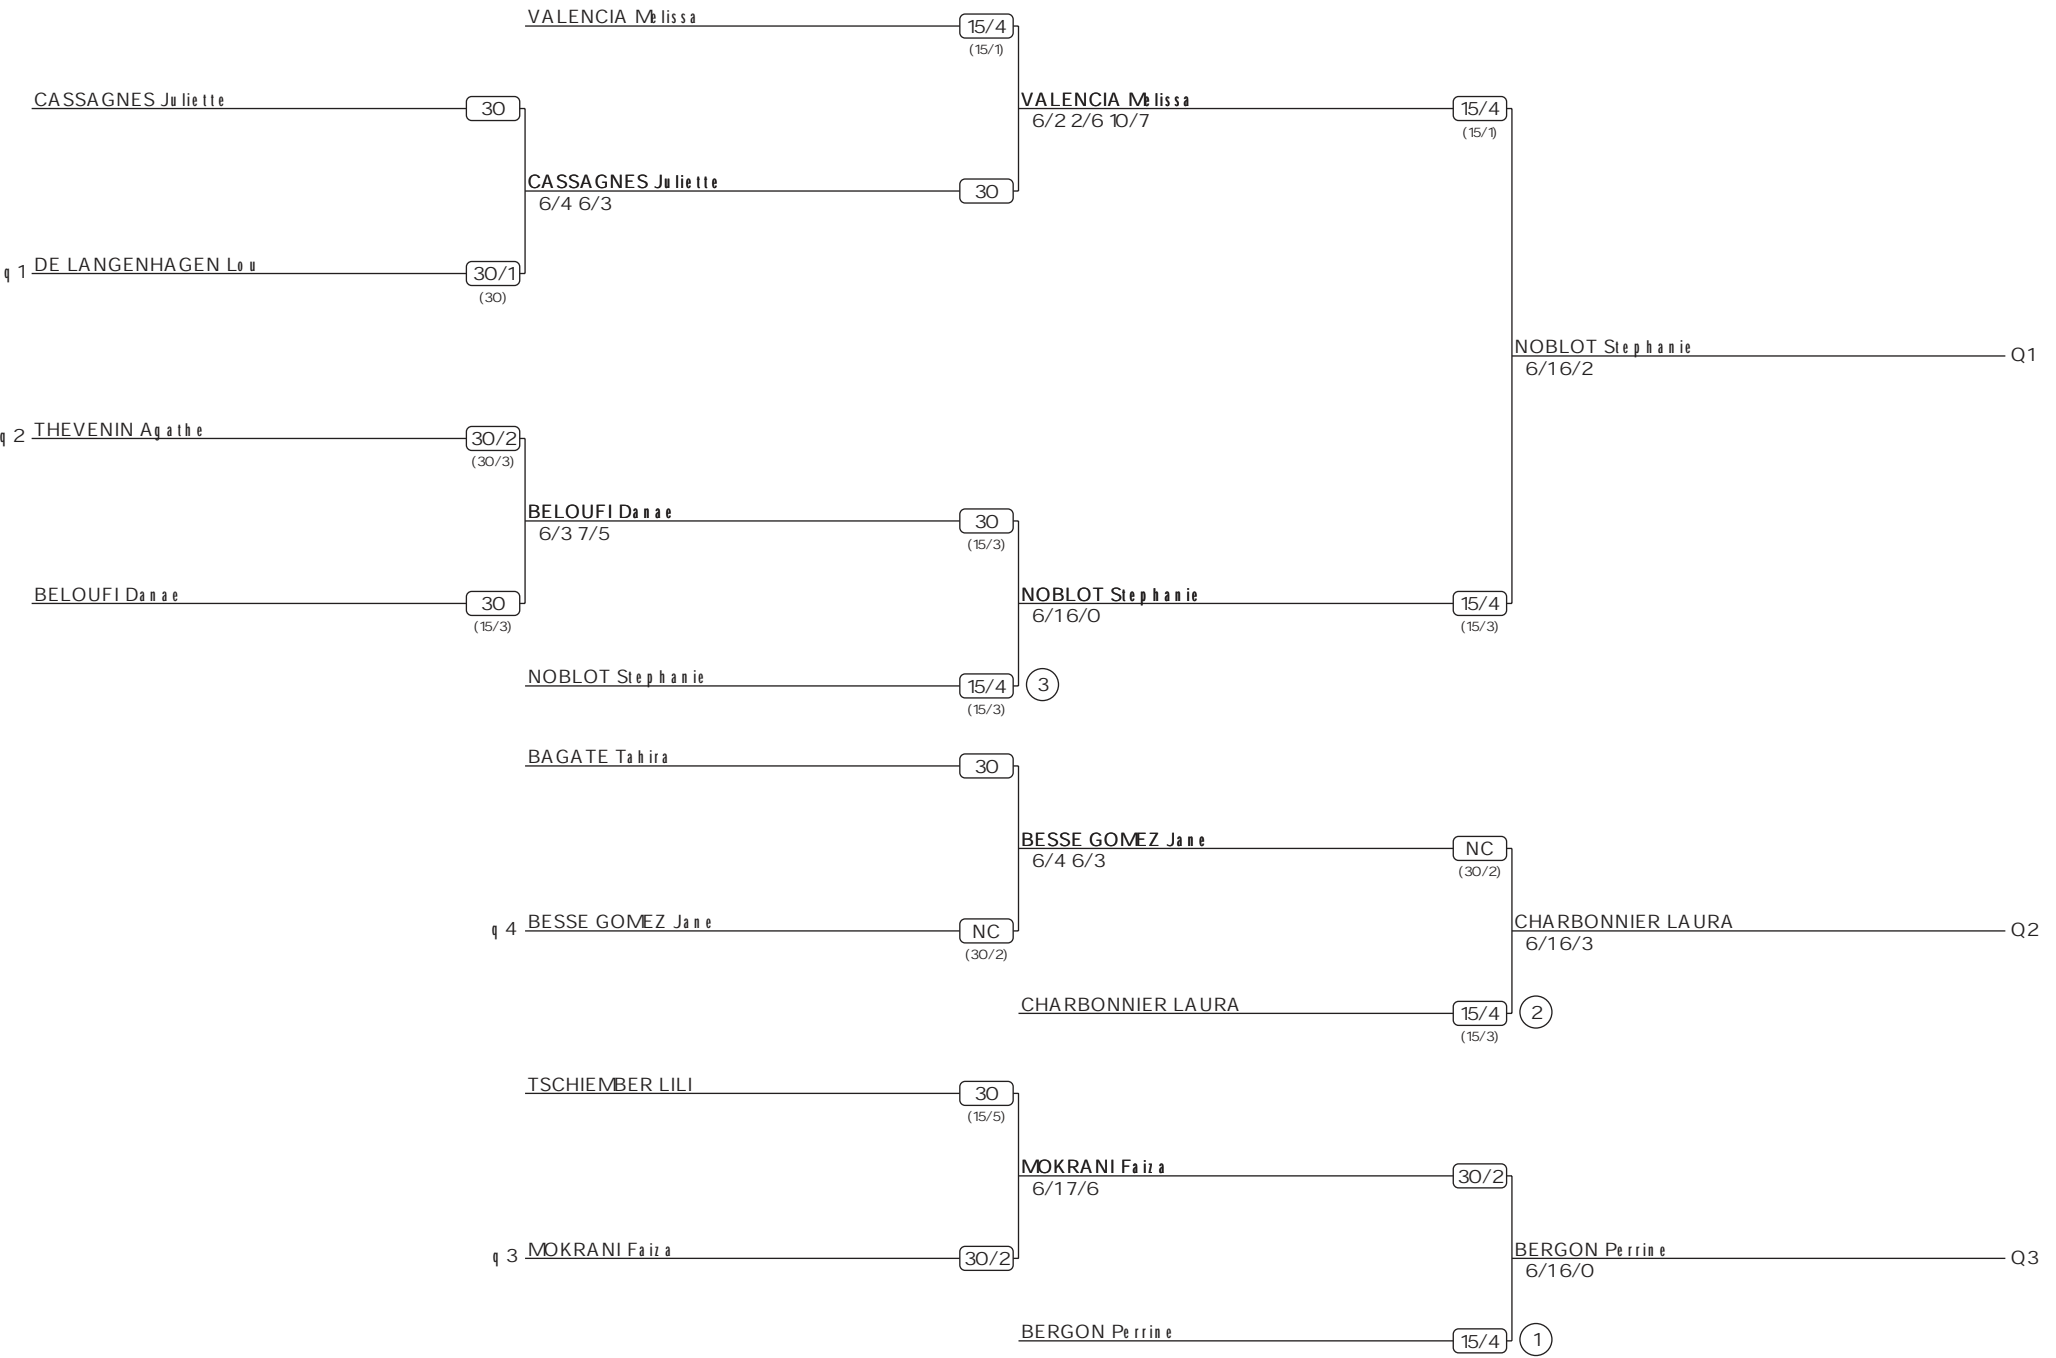 VALENCIA Melissa
15/4
(15/1)
CASSAGNES Juliette
30
VALENCIA Melissa
15/4
6/2 2/6 10/7
(15/1)
CASSAGNES Juliette
30
6/4 6/3
q 1 DE LANGENHAGEN Lou
30/1
(30)
NOBLOT Stephanie
Q1
6/1 6/2
q 2 THEVENIN Agathe
30/2
(30/3)
BELOUFI Danae
30
6/3 7/5
(15/3)
BELOUFI Danae
30
(15/3)
NOBLOT Stephanie
15/4
6/1 6/0
(15/3)
NOBLOT Stephanie
15/4
3
(15/3)
BAGATE Tahira
30
BESSE GOMEZ Jane
NC
6/4 6/3
(30/2)
q 4 BESSE GOMEZ Jane
NC
(30/2)
CHARBONNIER LAURA
Q2
6/1 6/3
CHARBONNIER LAURA
15/4
2
(15/3)
TSCHIEMBER LILI
30
(15/5)
MOKRANI Faiza
30/2
6/1 7/6
q 3 MOKRANI Faiza
30/2
BERGON Perrine
Q3
6/1 6/0
BERGON Perrine
15/4
1